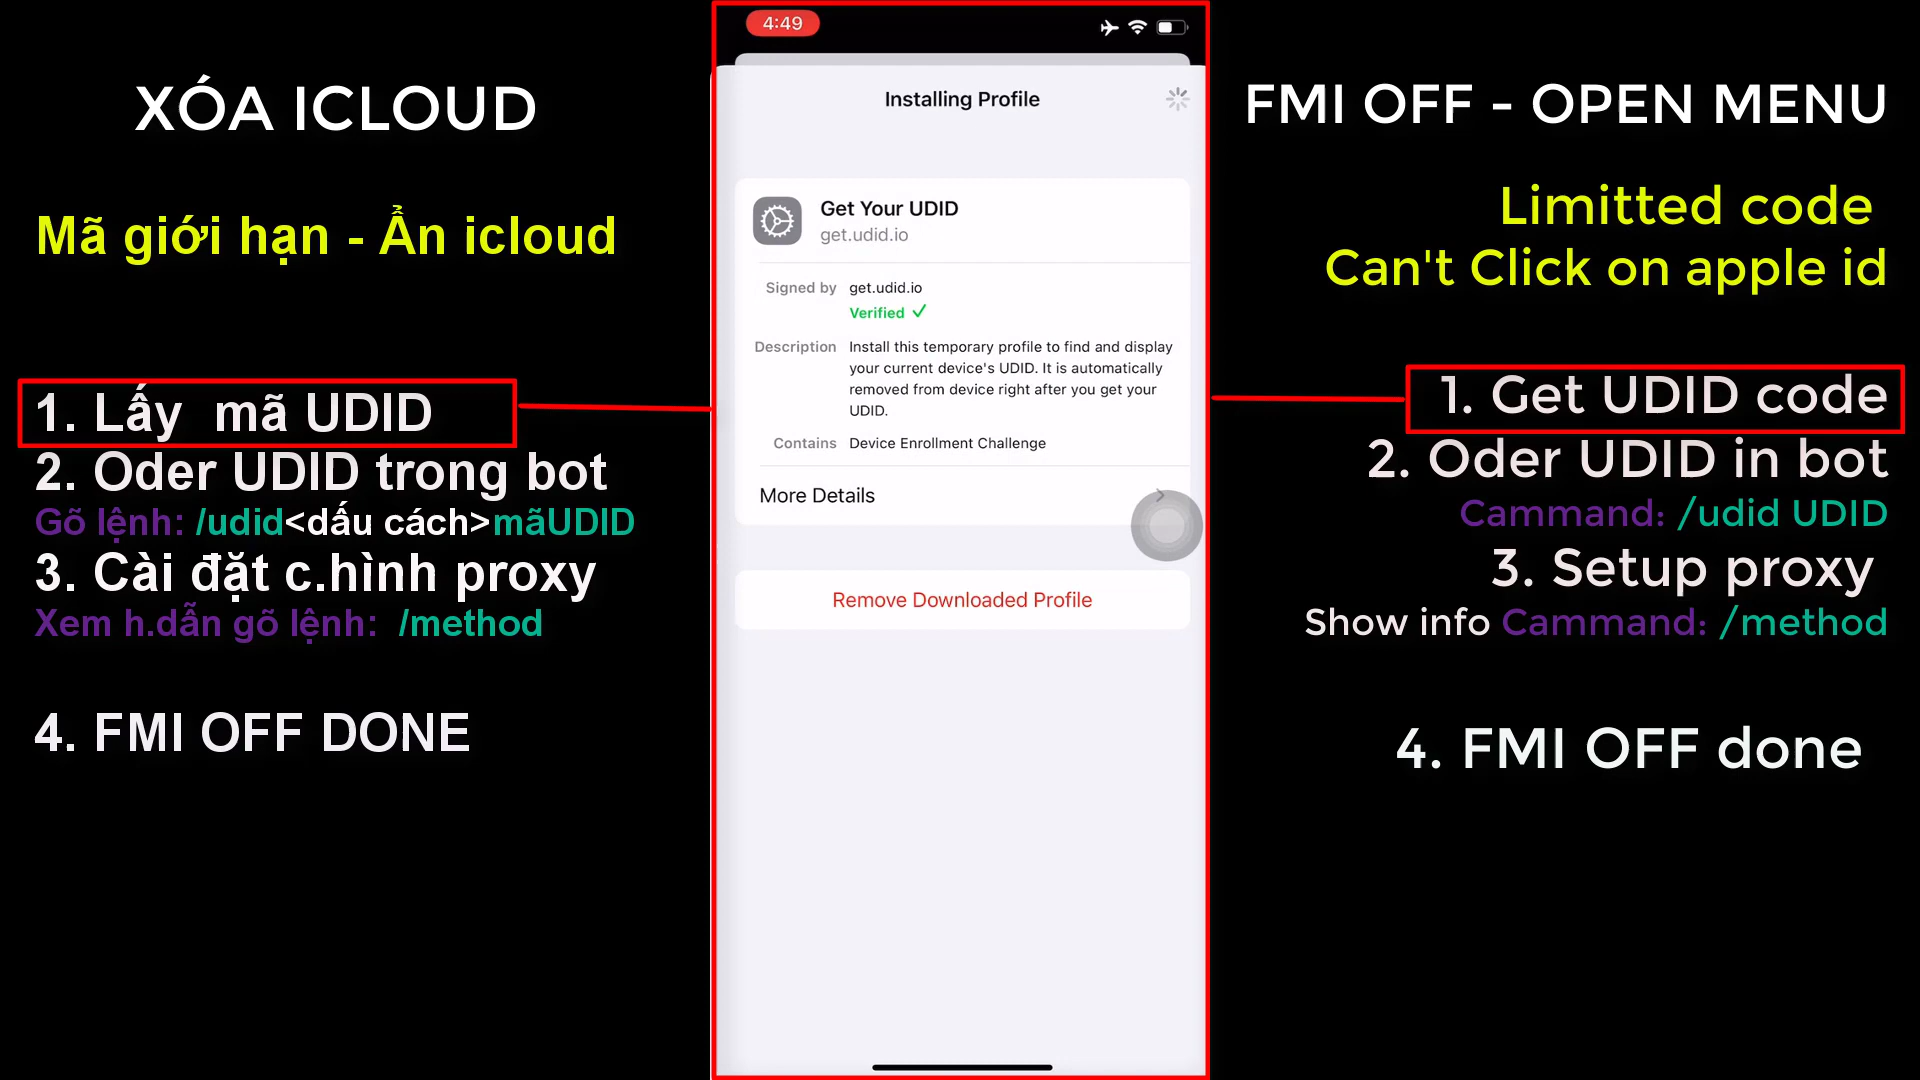 XÓA ICLOUD
Mã giới hạn - Ẩn icloud
1. Lấy mã UDID
2. Oder UDID trong bot
Gõ lệnh: /udid<dấu cách>mãUDID
3. Cài đặt c.hình proxy
Xem h.dẫn gõ lệnh: /method
4. FMI OFF DONE
4:49
Installing Profile
Get Your UDID
get.udid.io
Signed by get.udid.io
Verified ✓
Description Install this temporary profile to find and display
your current device's UDID. It is automatically
removed from device right after you get your
UDID.
Contains Device Enrollment Challenge
More Details
Remove Downloaded Profile
FMI OFF - OPEN MENU
Limitted code
Can't Click on apple id
1. Get UDID code
2. Oder UDID in bot
Cammand: /udid UDID
3. Setup proxy
Show info Cammand: /method
4. FMI OFF done